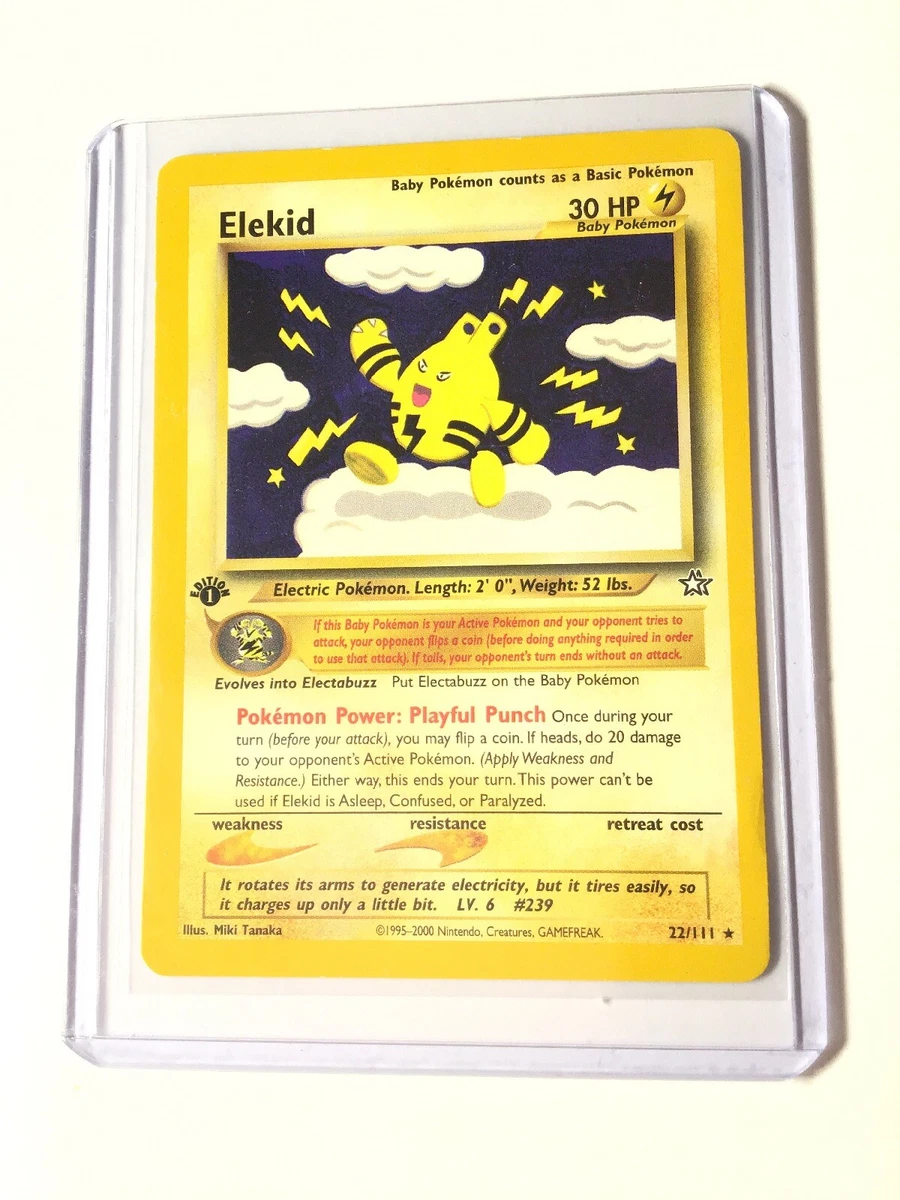 Baby Pokémon counts as a Basic Pokémon
Elekid
30 HP
Baby Pokémon
EDITION
1
Electric Pokémon. Length: 2' 0", Weight: 52 lbs.
If this Baby Pokémon is your Active Pokémon and your opponent tries to
attack, your opponent flips a coin (before doing anything required in order
to use that attack). If tails, your opponent's turn ends without an attack.
Evolves into Electabuzz Put Electabuzz on the Baby Pokémon
Pokémon Power: Playful Punch Once during your
turn (before your attack), you may flip a coin. If heads, do 20 damage
to your opponent's Active Pokémon. (Apply Weakness and
Resistance.) Either way, this ends your turn. This power can't be
used if Elekid is Asleep, Confused, or Paralyzed.
weakness resistance retreat cost
It rotates its arms to generate electricity, but it tires easily, so
it charges up only a little bit. LV. 6 #239
Illus. Miki Tanaka ©1995–2000 Nintendo, Creatures, GAMEFREAK. 22/111 ★